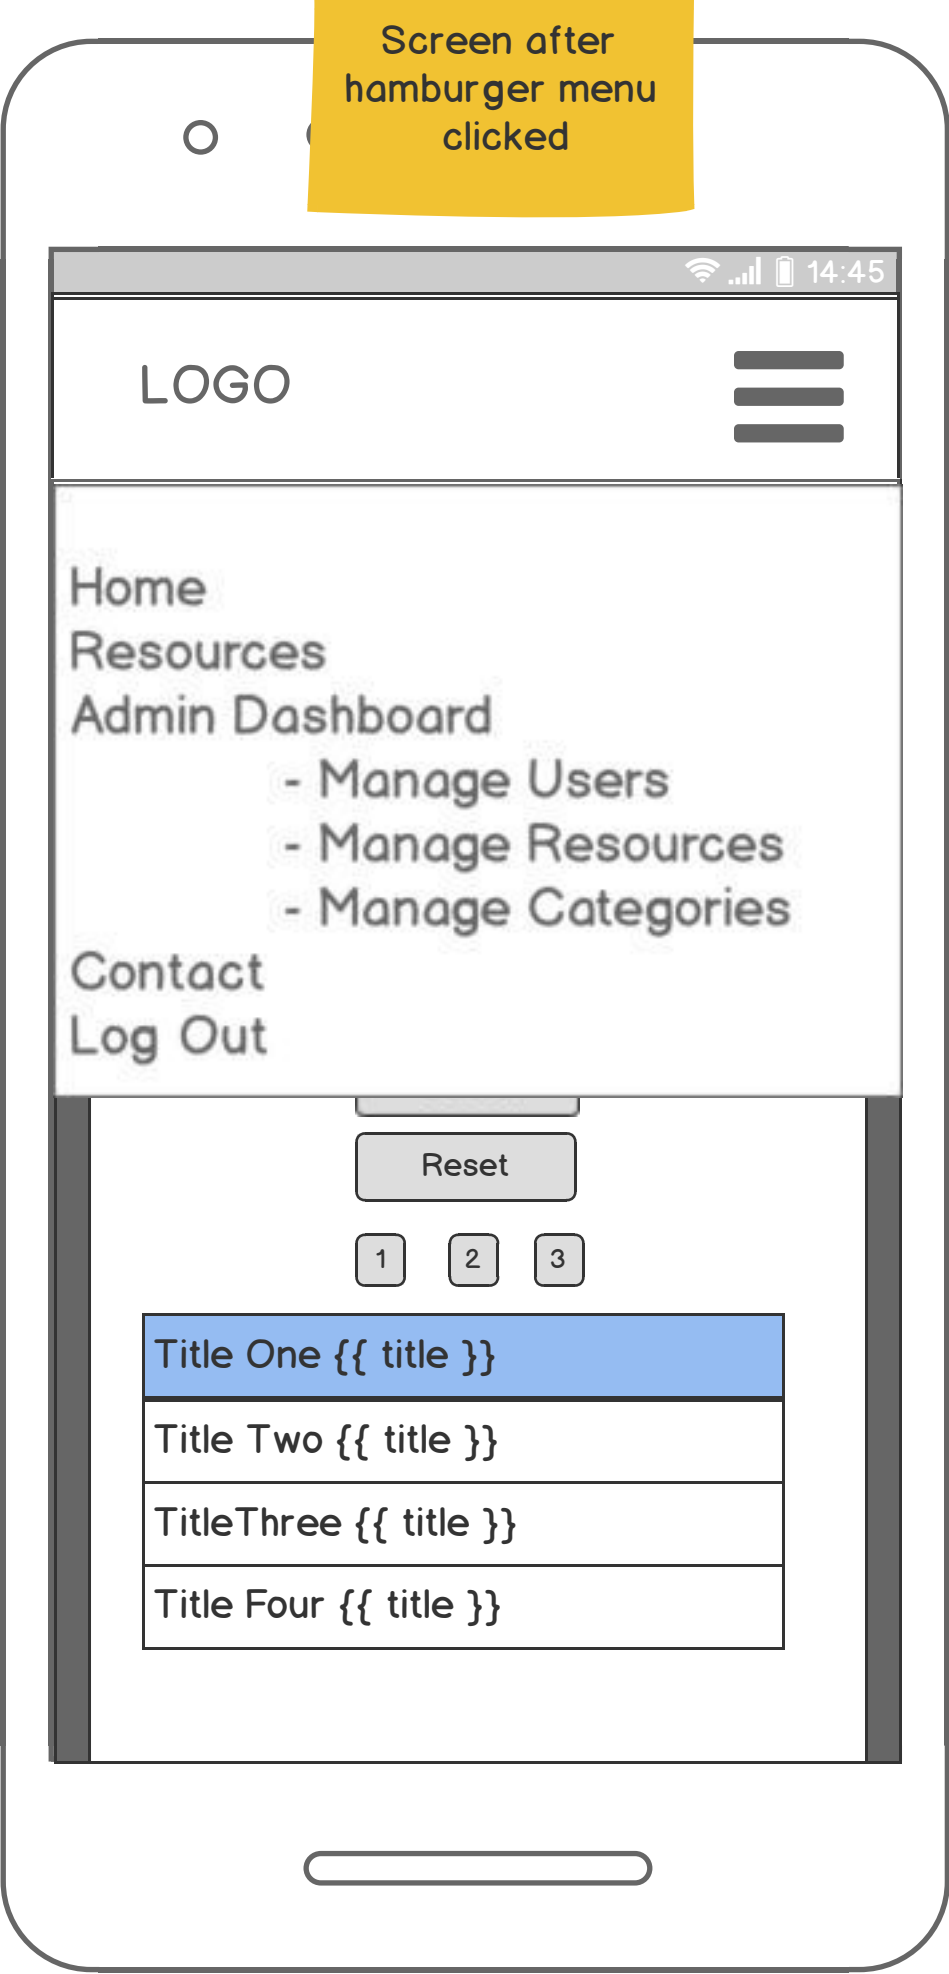 Screen after
hamburger menu
clicked
14:45
LOGO
Home
Resources
Admin Dashboard
- Manage Users
- Manage Resources
- Manage Categories
Contact
Log Out
Reset
1 2 3
Title One {{ title }}
Title Two {{ title }}
TitleThree {{ title }}
Title Four {{ title }}